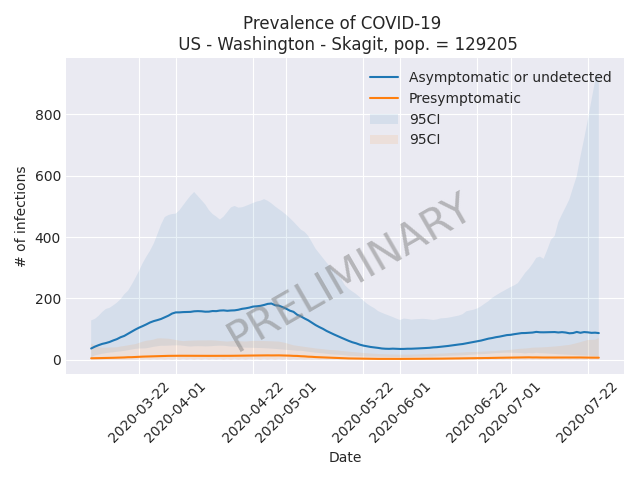 Prevalence of COVID-19
US - Washington - Skagit, pop. = 129205
Asymptomatic or undetected
Presymptomatic
95CI
95CI
PRELIMINARY
# of infections
800
600
400
200
0
2020-03-22
2020-04-01
2020-04-22
2020-05-01
2020-05-22
2020-06-01
2020-06-22
2020-07-01
2020-07-22
Date